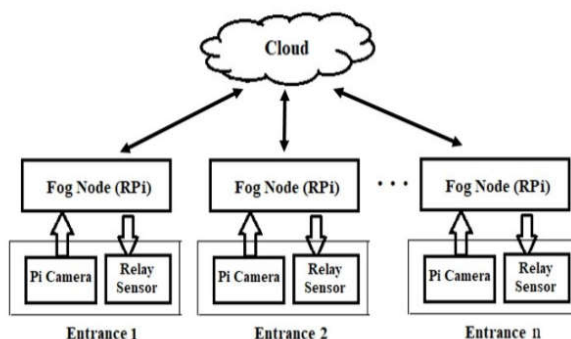 Cloud
Fog Node (RPi) Fog Node (RPi) . . . Fog Node (RPi)
Pi Camera Relay Sensor Pi Camera Relay Sensor Pi Camera Relay Sensor
Entrance 1 Entrance 2 Entrance n